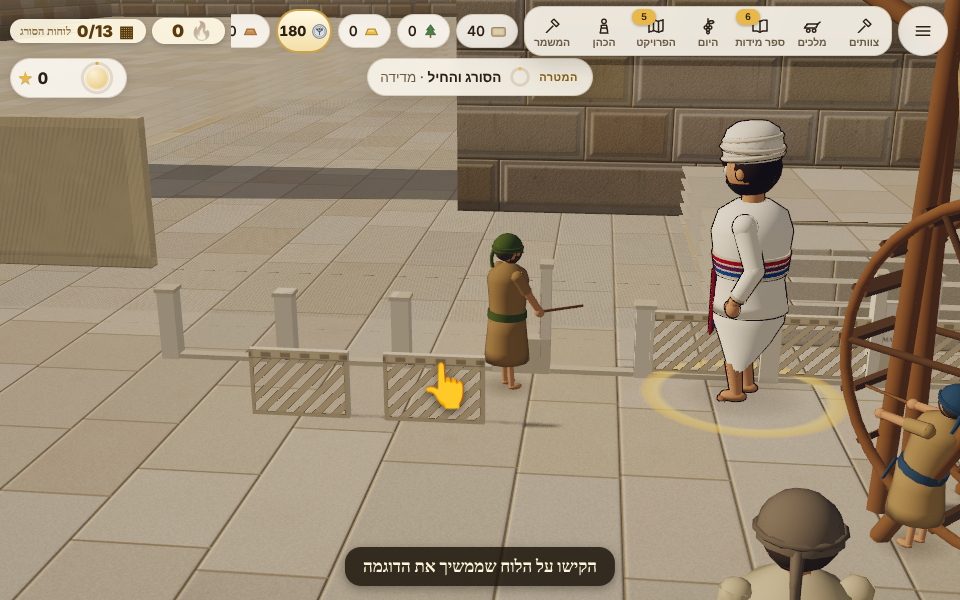 צוותים
מלכים
ספר מידות
6
היום
הפרויקט
5
הכהן
המשמר
40
0
0
180
0
0
0/13 לוחות הסורג
המטרה הסורג והחיל · מדידה
0
הקישו על הלוח שממשיך את הדוגמה